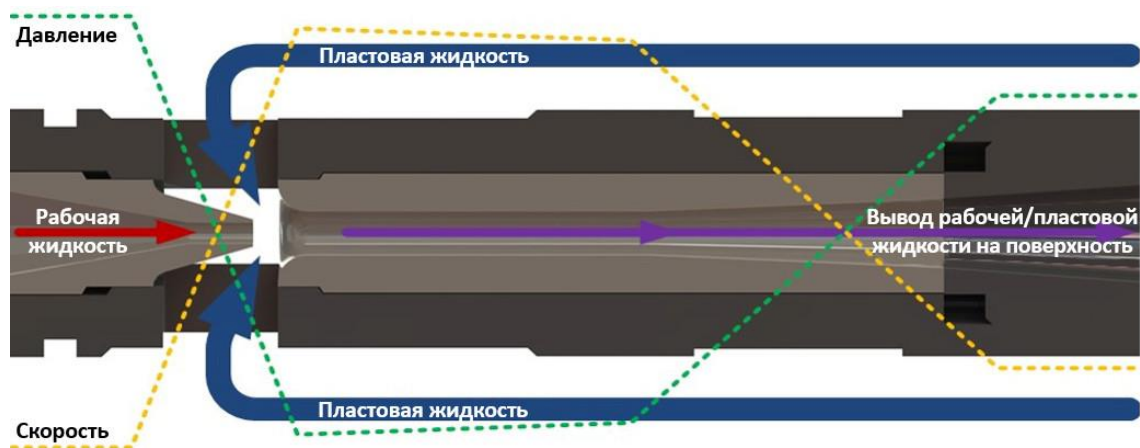 Давление
Пластовая жидкость
Рабочая
жидкость
Вывод рабочей/пластовой
жидкости на поверхность
Пластовая жидкость
Скорость